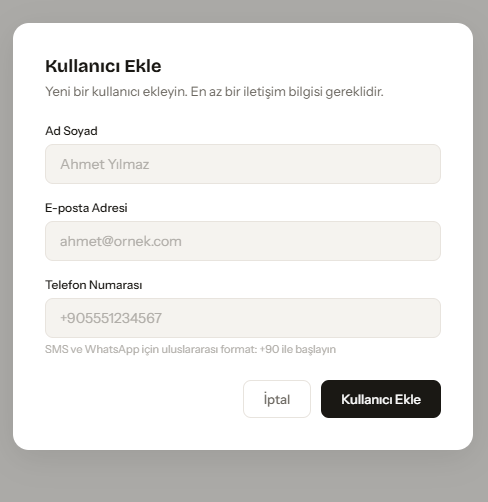 Kullanıcı Ekle
Yeni bir kullanıcı ekleyin. En az bir iletişim bilgisi gereklidir.
Ad Soyad
Ahmet Yılmaz
E-posta Adresi
ahmet@ornek.com
Telefon Numarası
+905551234567
SMS ve WhatsApp için uluslararası format: +90 ile başlayın
İptal
Kullanıcı Ekle